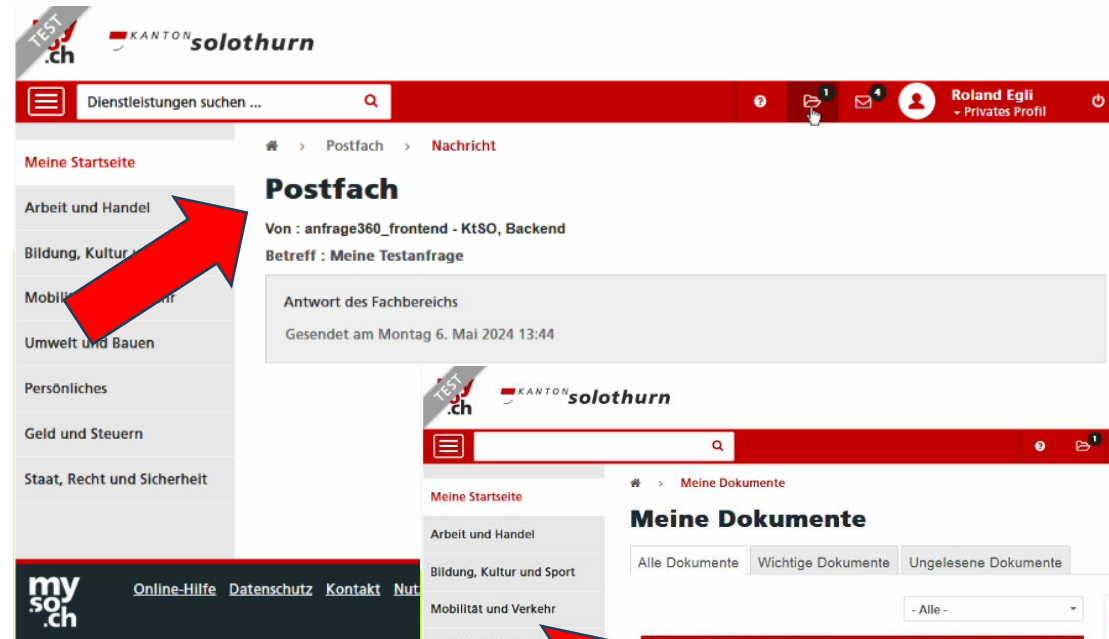 TEST
my
so
.ch
KANTON solothurn
Dienstleistungen suchen ...
1
4
Roland Egli
Privates Profil
Meine Startseite
Arbeit und Handel
Bildung, Kultur
Umwelt und Bauen
Persönliches
Geld und Steuern
Staat, Recht und Sicherheit
Postfach > Nachricht
Postfach
Von : anfrage360_frontend - KtSO, Backend
Betreff : Meine Testanfrage
Antwort des Fachbereichs
Gesendet am Montag 6. Mai 2024 13:44
my
so
.ch
Online-Hilfe Datenschutz Kontakt Nut
TEST
.ch
KANTON solothurn
1
Meine Startseite
Arbeit und Handel
Bildung, Kultur und Sport
Mobilität und Verkehr
> Meine Dokumente
Meine Dokumente
Alle Dokumente Wichtige Dokumente Ungelesene Dokumente
- Alle -